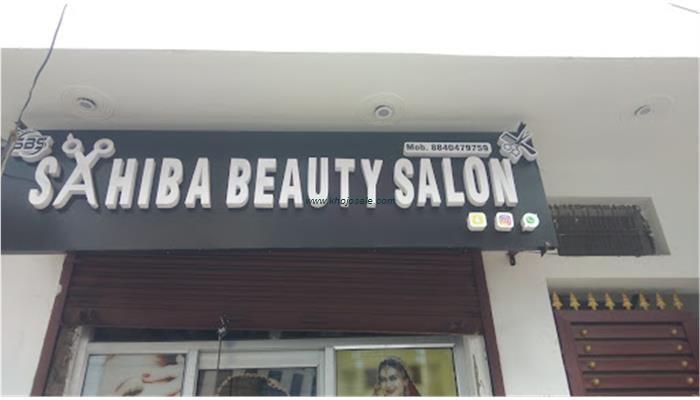 SBS
Mob. 8840479759
SAHIBA BEAUTY SALON
www.khojosale.com